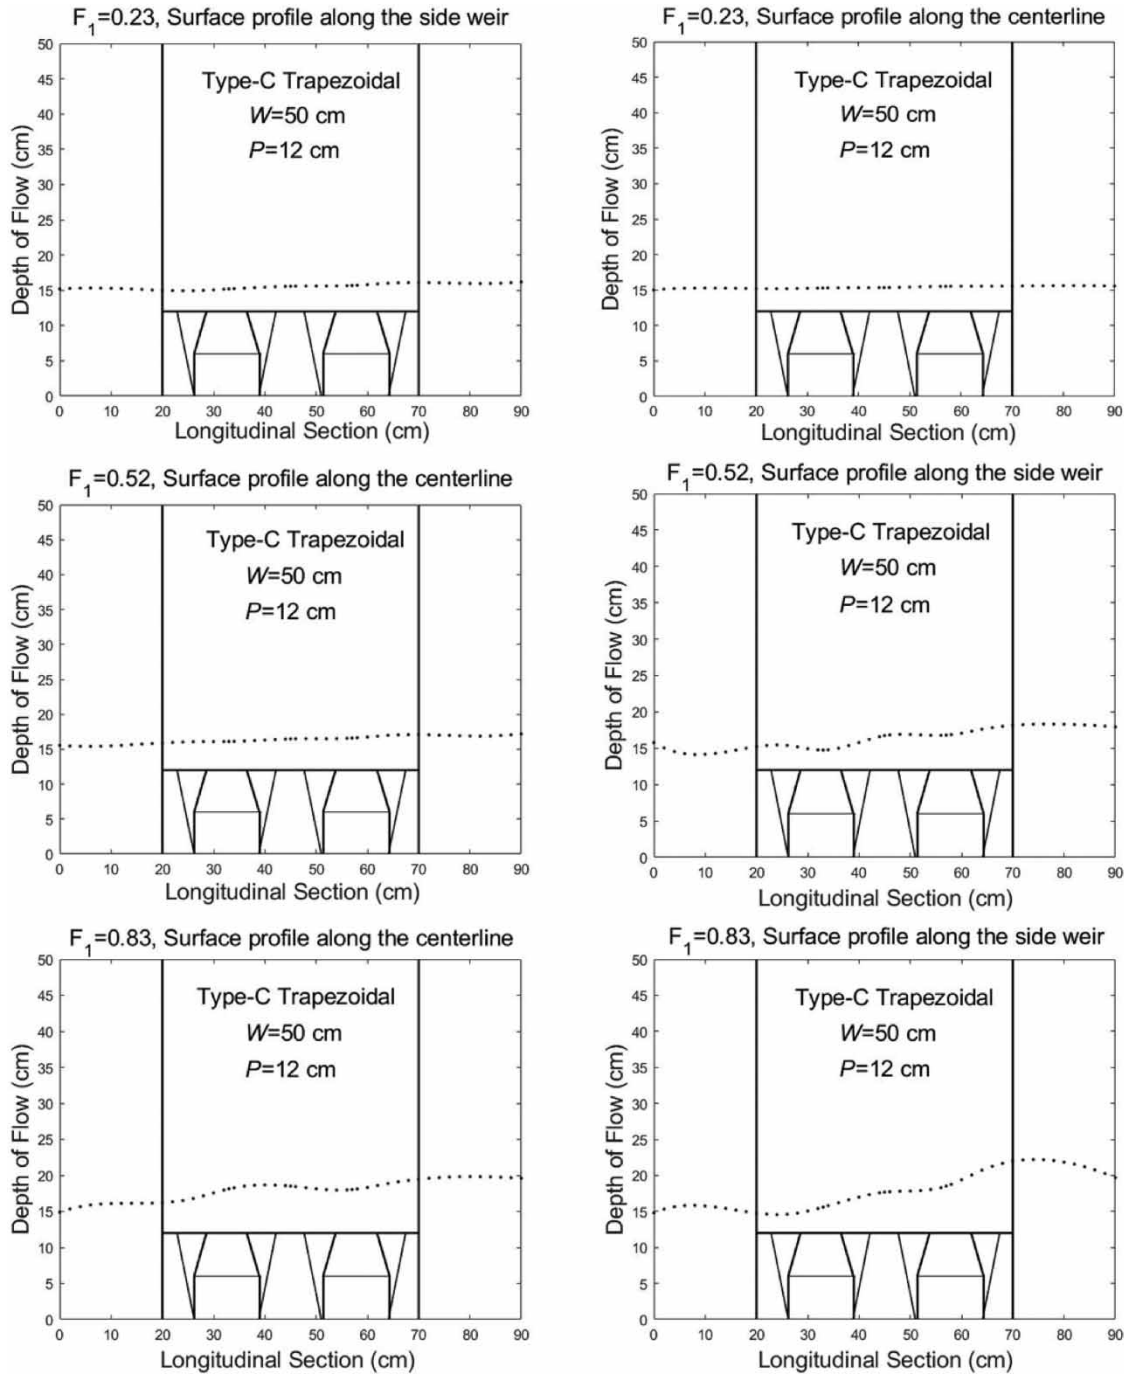 F1=0.23, Surface profile along the side weir
50
45
40
35
30
25
20
15
10
5
0
Depth of Flow (cm)
Type-C Trapezoidal
W=50 cm
P=12 cm
0 10 20 30 40 50 60 70 80 90
Longitudinal Section (cm)
F1=0.23, Surface profile along the centerline
50
45
40
35
30
25
20
15
10
5
0
Depth of Flow (cm)
Type-C Trapezoidal
W=50 cm
P=12 cm
0 10 20 30 40 50 60 70 80 90
Longitudinal Section (cm)
F1=0.52, Surface profile along the centerline
50
45
40
35
30
25
20
15
10
5
0
Depth of Flow (cm)
Type-C Trapezoidal
W=50 cm
P=12 cm
0 10 20 30 40 50 60 70 80 90
Longitudinal Section (cm)
F1=0.52, Surface profile along the side weir
50
45
40
35
30
25
20
15
10
5
0
Depth of Flow (cm)
Type-C Trapezoidal
W=50 cm
P=12 cm
0 10 20 30 40 50 60 70 80 90
Longitudinal Section (cm)
F1=0.83, Surface profile along the centerline
50
45
40
35
30
25
20
15
10
5
0
Depth of Flow (cm)
Type-C Trapezoidal
W=50 cm
P=12 cm
0 10 20 30 40 50 60 70 80 90
Longitudinal Section (cm)
F1=0.83, Surface profile along the side weir
50
45
40
35
30
25
20
15
10
5
0
Depth of Flow (cm)
Type-C Trapezoidal
W=50 cm
P=12 cm
0 10 20 30 40 50 60 70 80 90
Longitudinal Section (cm)